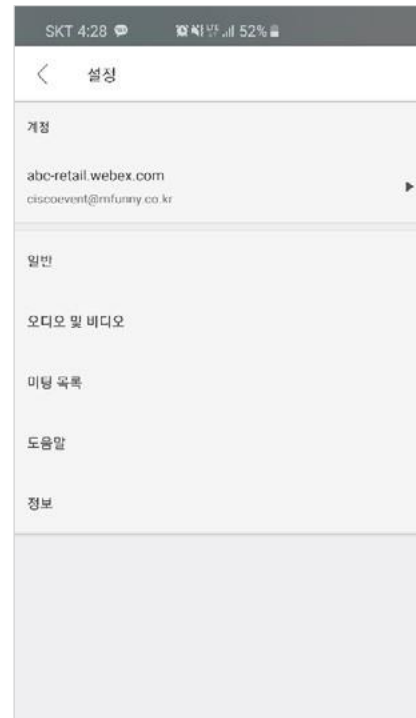 SKT 4:28 52%
설정
계정
abc-retail.webex.com
ciscoevent@mfunny.co.kr
일반
오디오 및 비디오
미팅 목록
도움말
정보